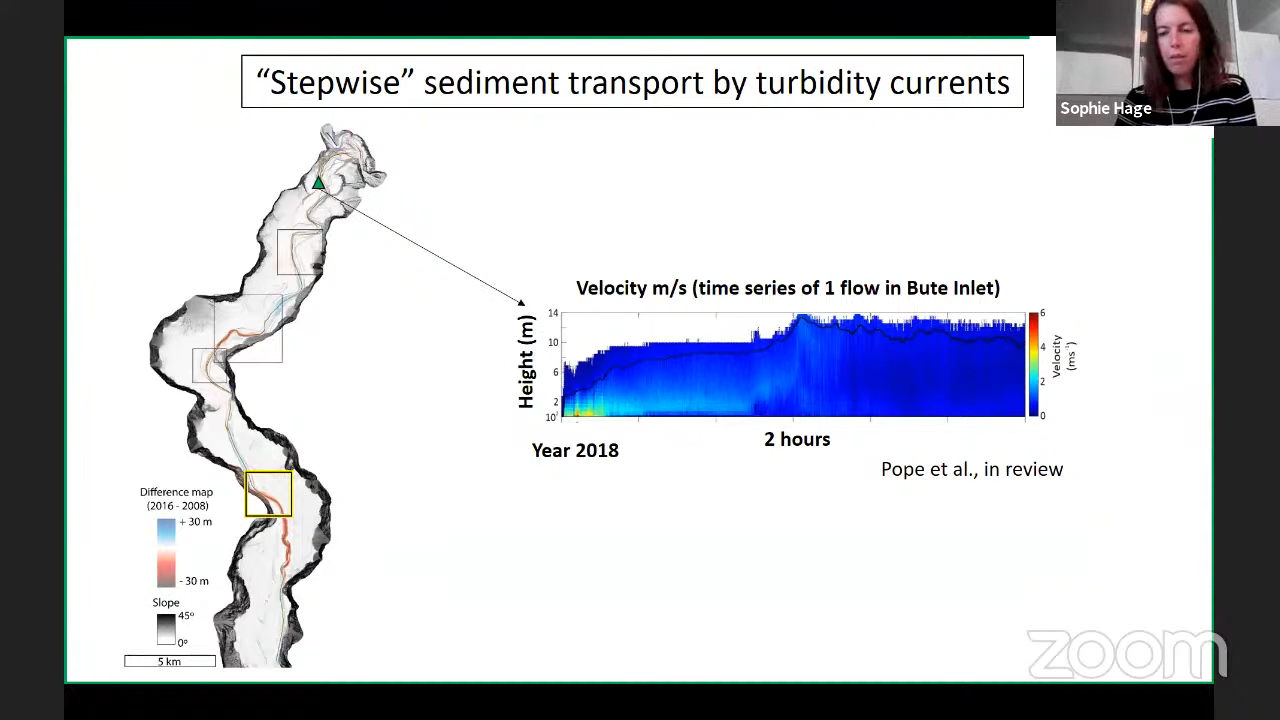 "Stepwise" sediment transport by turbidity currents
Sophie Hage
Velocity m/s (time series of 1 flow in Bute Inlet)
Height (m)
14
10
6
2
6
4
2
0
Velocity
(ms⁻¹)
Year 2018
2 hours
Pope et al., in review
Difference map
(2016 - 2008)
+ 30 m
- 30 m
Slope
45º
0º
5 km
zoom